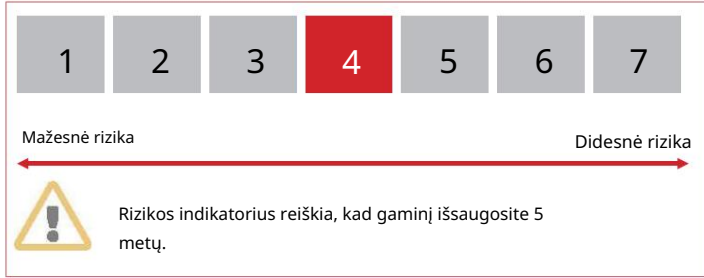 1 2 3 4 5 6 7
Mažesnė rizika Didesnė rizika
Rizikos indikatorius reiškia, kad gaminį išsaugosite 5
metų.